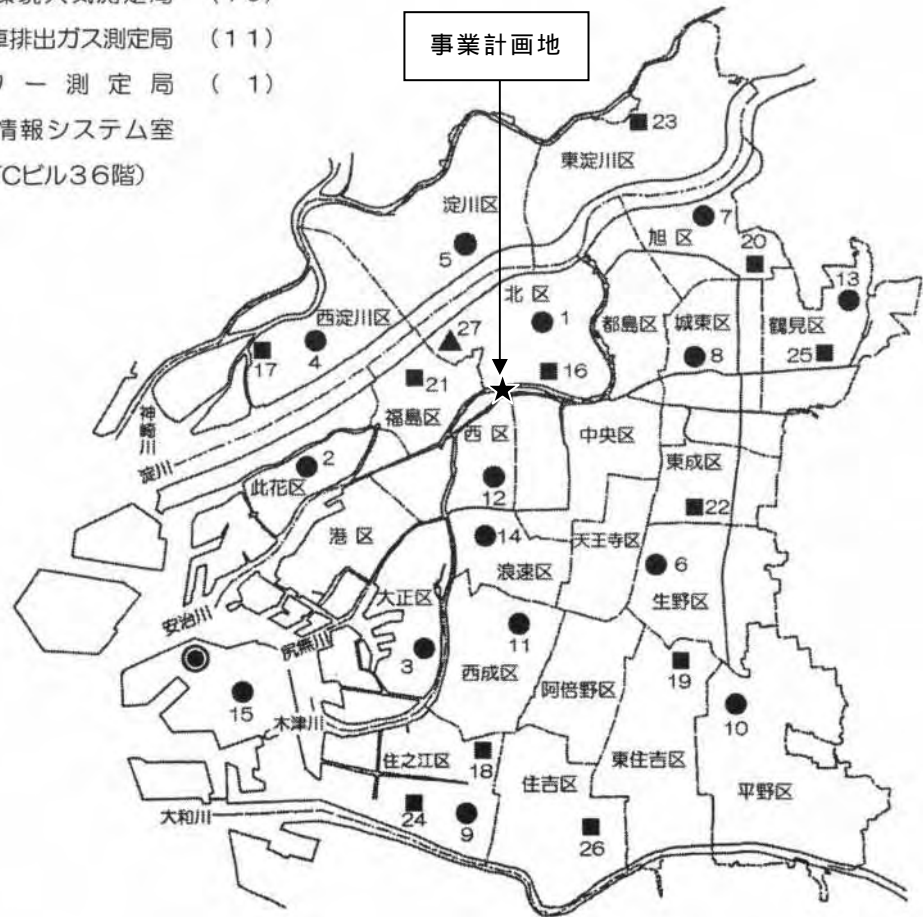 車排出ガス測定局 （11）
ー 測 定 局 （ 1）
情報システム室
Cビル36階）
事業計画地
23
東淀川区
淀川区
5
7
旭区
20
13
北区
1
西淀川区
4
17
27
都島区
城東区
8
鶴見区
25
16
21
神崎川
福島区
西区
中央区
淀川
2
此花区
12
東成区
22
港区
14
浪速区
天王寺区
6
生野区
安治川
大正区
尻無川
3
11
西成区
阿倍野区
19
15
木津川
10
住之江区
18
住吉区
東住吉区
平野区
大和川
24
9
26